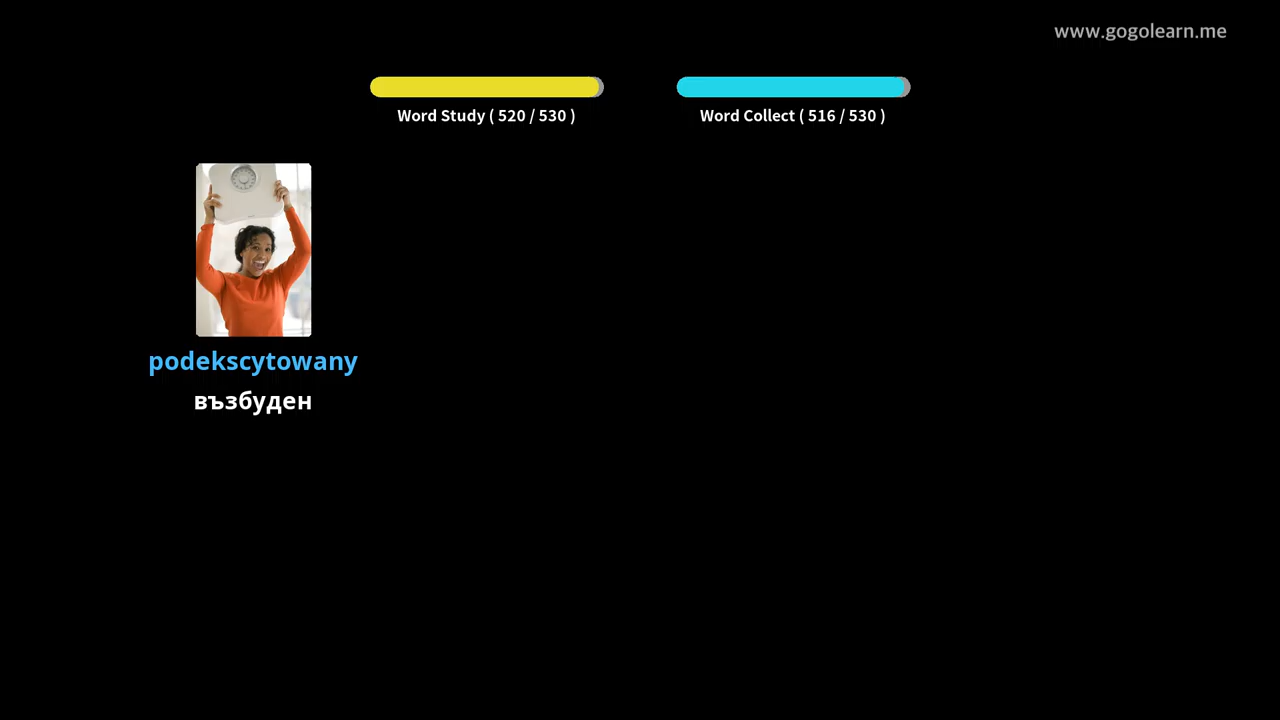 www.gogolearn.me
Word Study ( 520 / 530 )
Word Collect ( 516 / 530 )
podekscytowany
възбуден